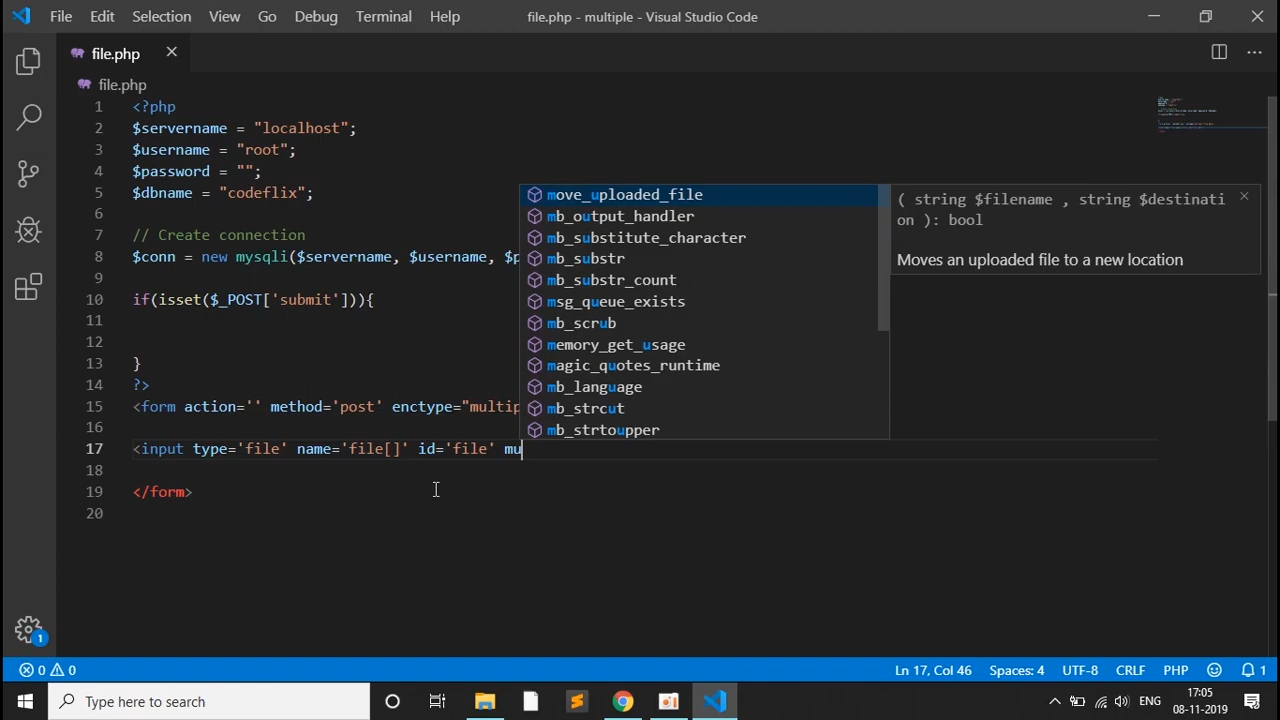 File Edit Selection View Go Debug Terminal Help file.php - multiple - Visual Studio Code
file.php
file.php
1 <?php
2 $servername = "localhost";
3 $username = "root";
4 $password = "";
5 $dbname = "codeflix";
6
7 // Create connection
8 $conn = new mysqli($servername, $username, $p
9
10 if(isset($_POST['submit'])){
11
12
13 }
14 ?>
15 <form action='' method='post' enctype="multip
16
17 <input type='file' name='file[]' id='file' mu
18
19 </form>
20
move_uploaded_file
mb_output_handler
mb_substitute_character
mb_substr
mb_substr_count
msg_queue_exists
mb_scrub
memory_get_usage
magic_quotes_runtime
mb_language
mb_strcut
mb_strtoupper
( string $filename , string $destinati
on ): bool
Moves an uploaded file to a new location
1
0 0 Ln 17, Col 46 Spaces: 4 UTF-8 CRLF PHP 1
Type here to search
ENG
17:05
08-11-2019